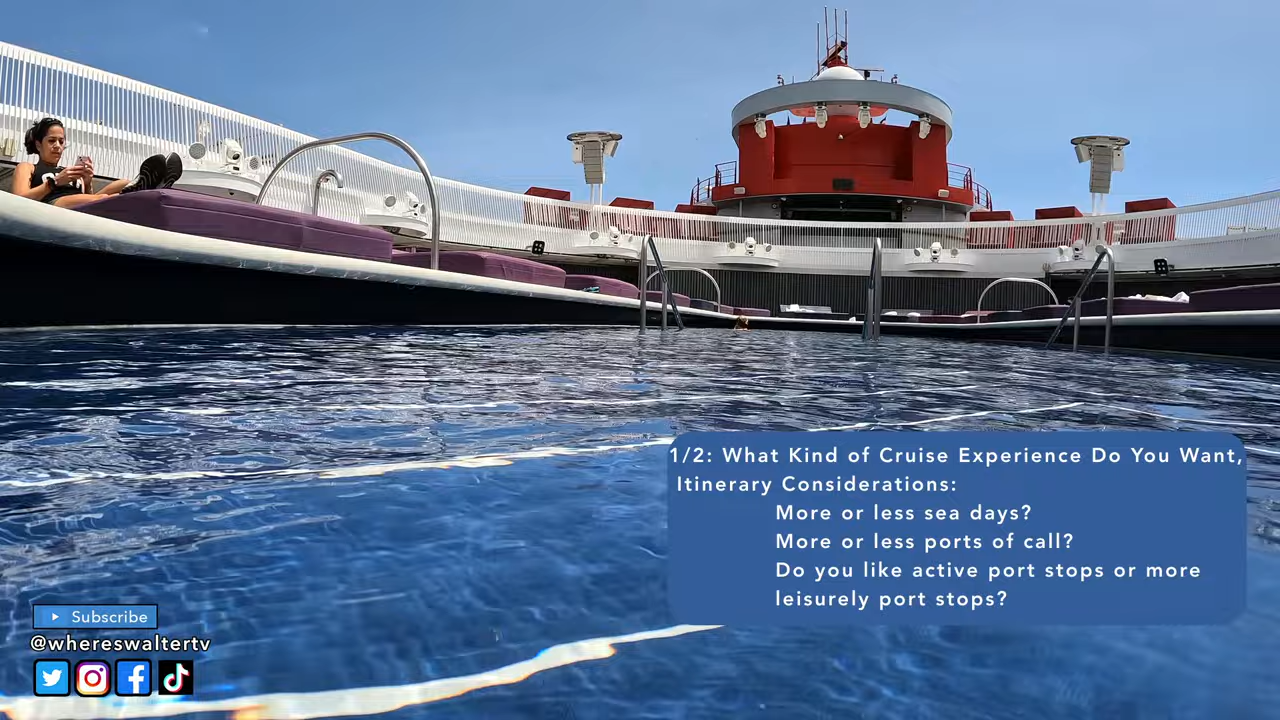 1/2: What Kind of Cruise Experience Do You Want,
Itinerary Considerations:
More or less sea days?
More or less ports of call?
Do you like active port stops or more
leisurely port stops?
Subscribe
@whereswaltertv